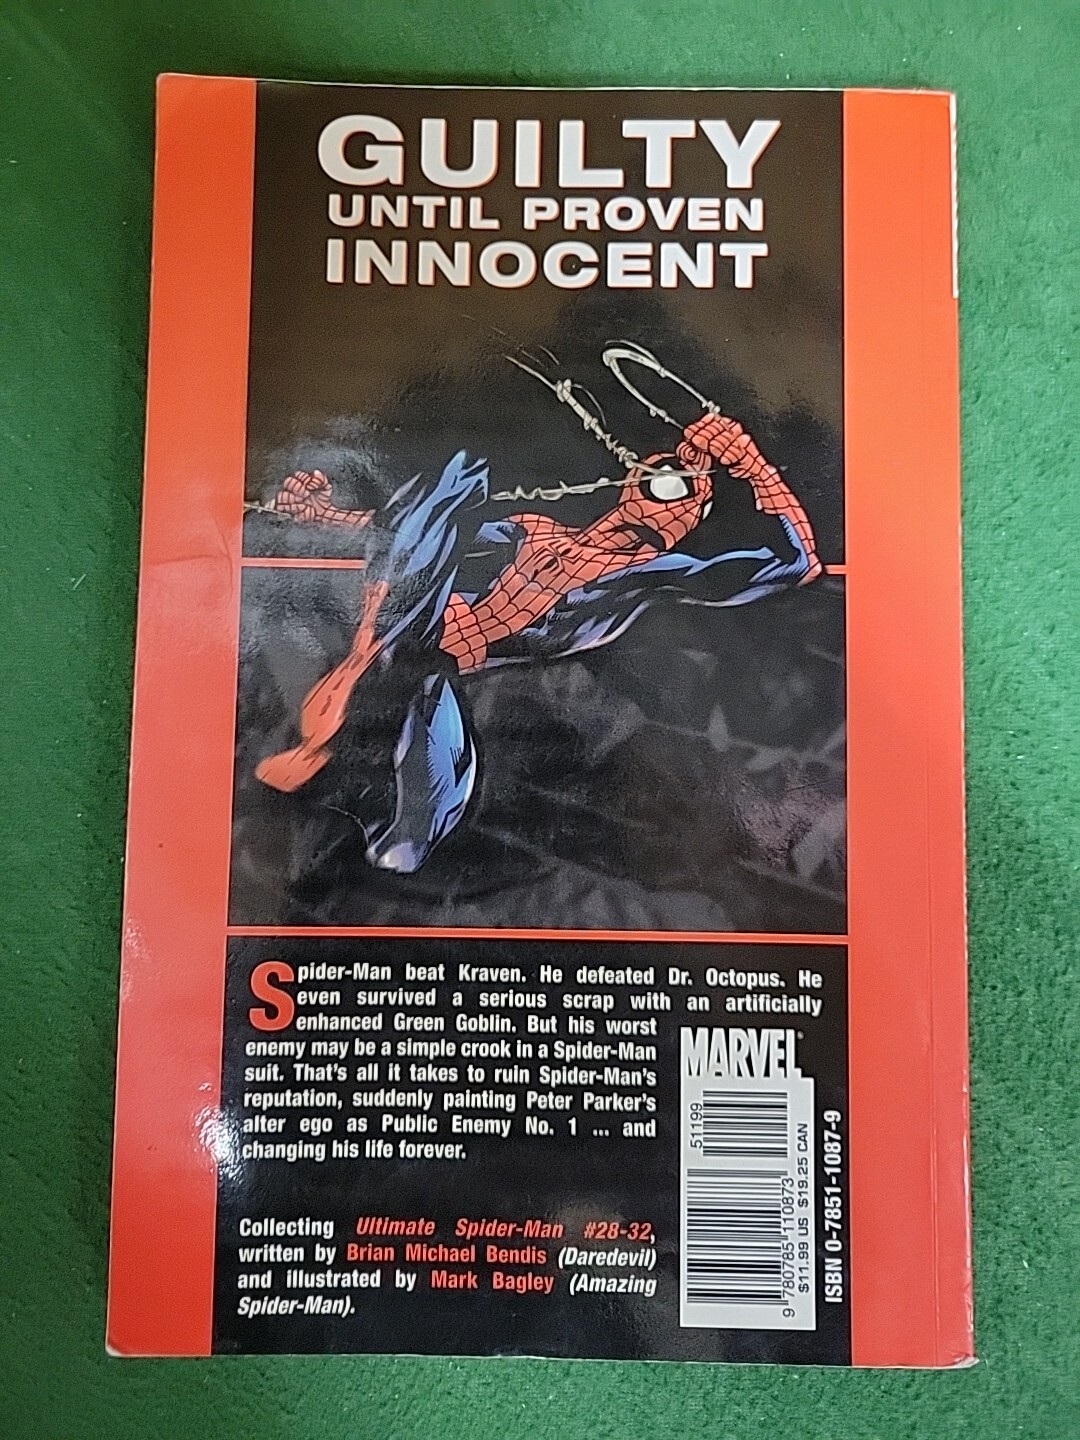 GUILTY
UNTIL PROVEN
INNOCENT
Spider-Man beat Kraven. He defeated Dr. Octopus. He
even survived a serious scrap with an artificially
enhanced Green Goblin. But his worst
enemy may be a simple crook in a Spider-Man
suit. That's all it takes to ruin Spider-Man's
reputation, suddenly painting Peter Parker's
alter ego as Public Enemy No. 1 ... and
changing his life forever.
Collecting Ultimate Spider-Man #28-32,
written by Brian Michael Bendis (Daredevil)
and illustrated by Mark Bagley (Amazing
Spider-Man).
MARVEL
51199
9 780785 110873
$11.99 US $19.25 CAN
ISBN 0-7851-1087-9